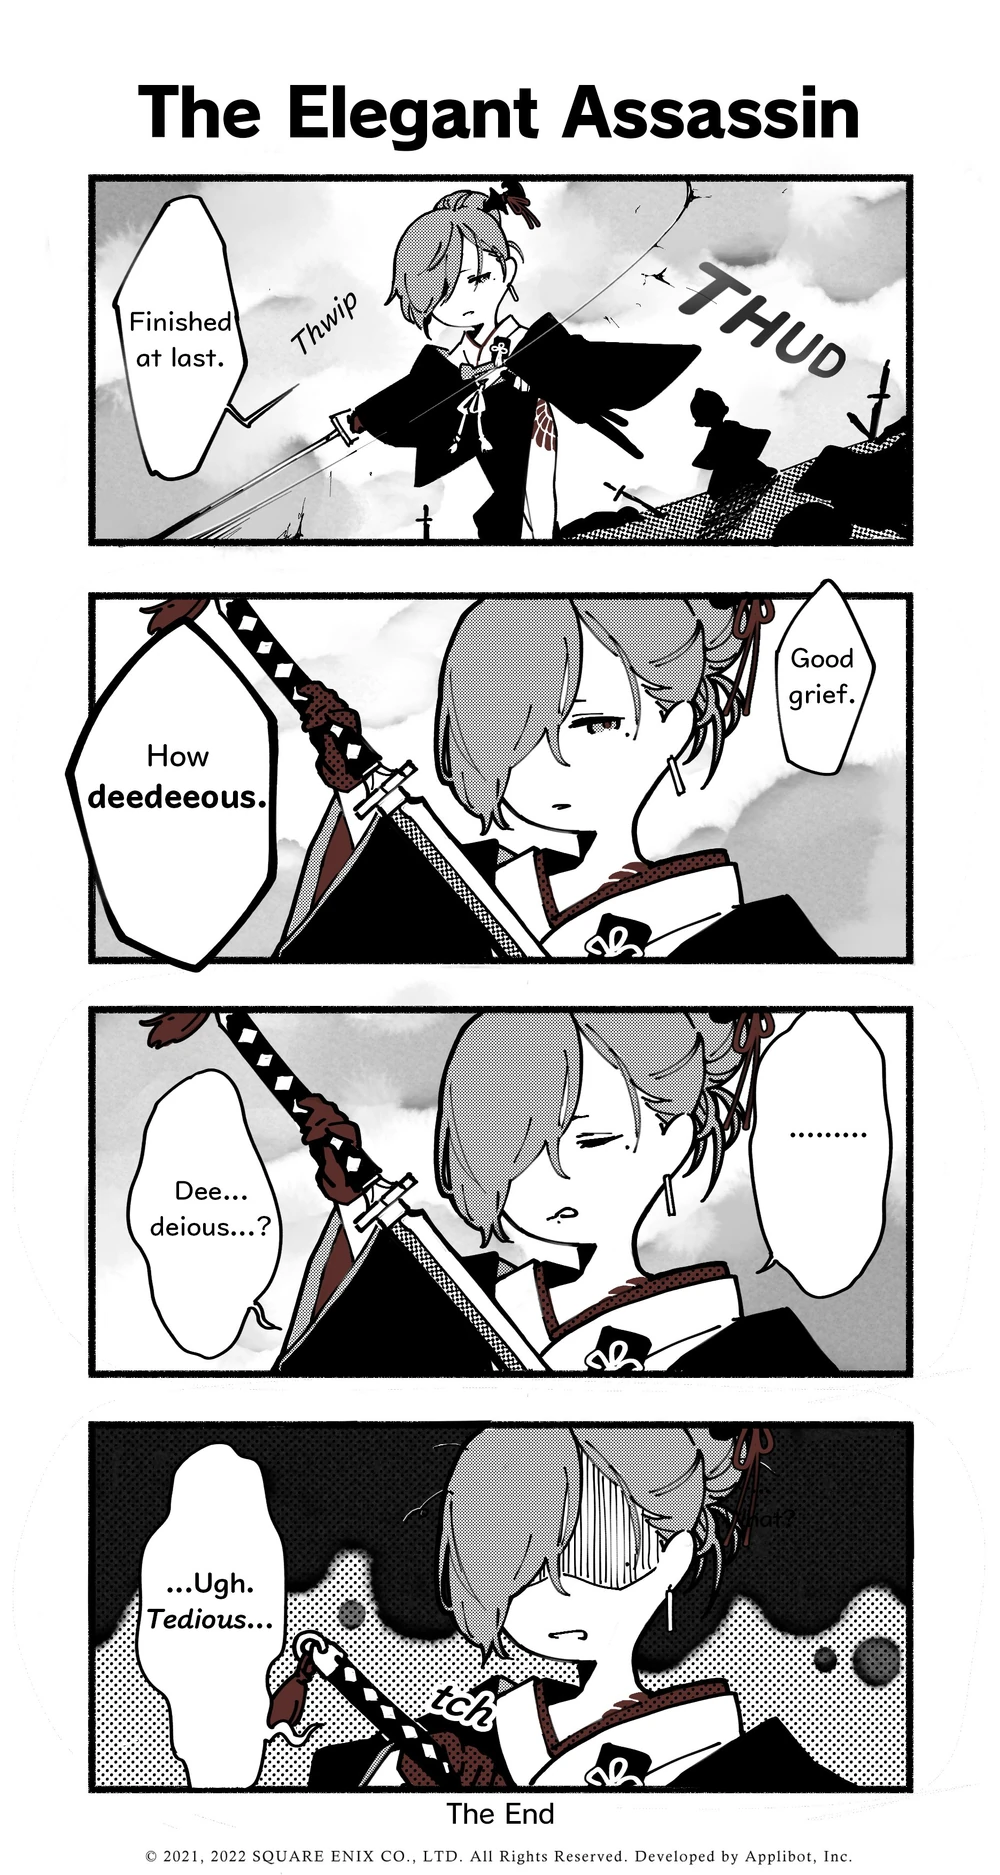 The Elegant Assassin
Finished
at last.
Thwip
THUD
Good
grief.
How
deedeeous.
.........
Dee...
deious...?
...Ugh.
Tedious...
tch
The End
© 2021, 2022 SQUARE ENIX CO., LTD. All Rights Reserved. Developed by Applibot, Inc.